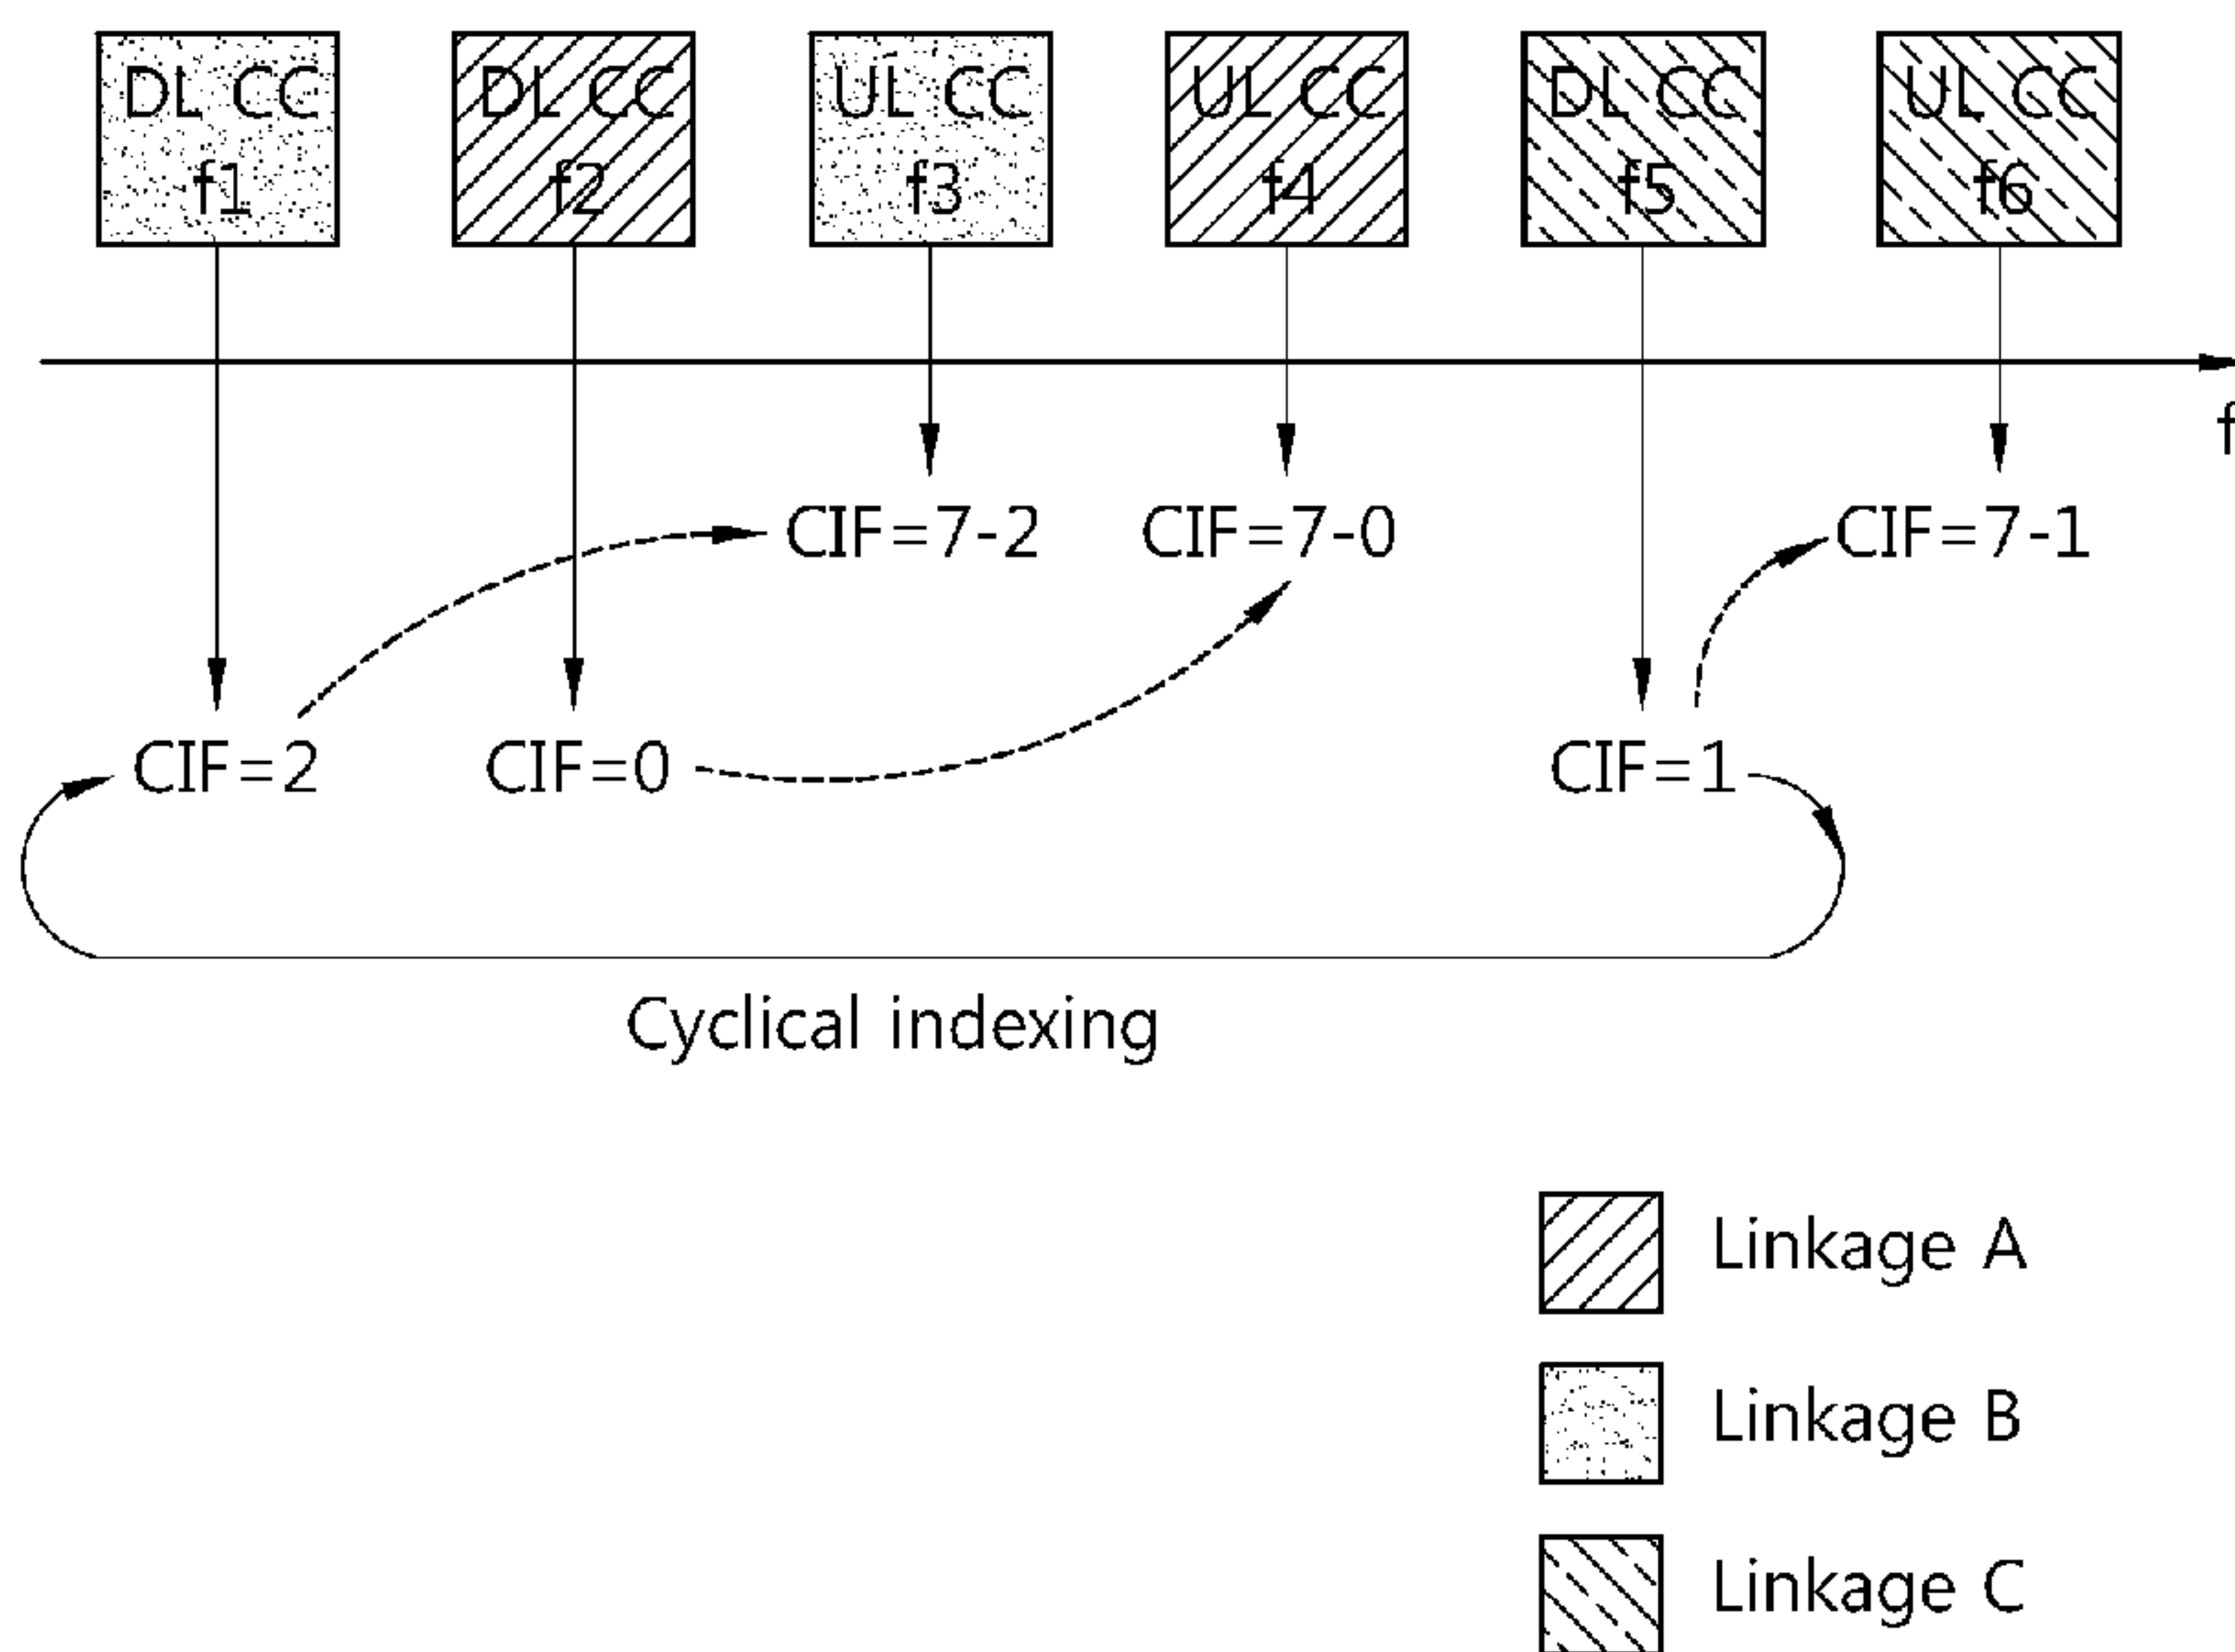 DL CC
f1
DL CC
f2
UL CC
f3
UL CC
f4
DL CC
f5
UL CC
f6
f
CIF=7-2
CIF=7-0
CIF=7-1
CIF=2
CIF=0
CIF=1
Cyclical indexing
Linkage A
Linkage B
Linkage C